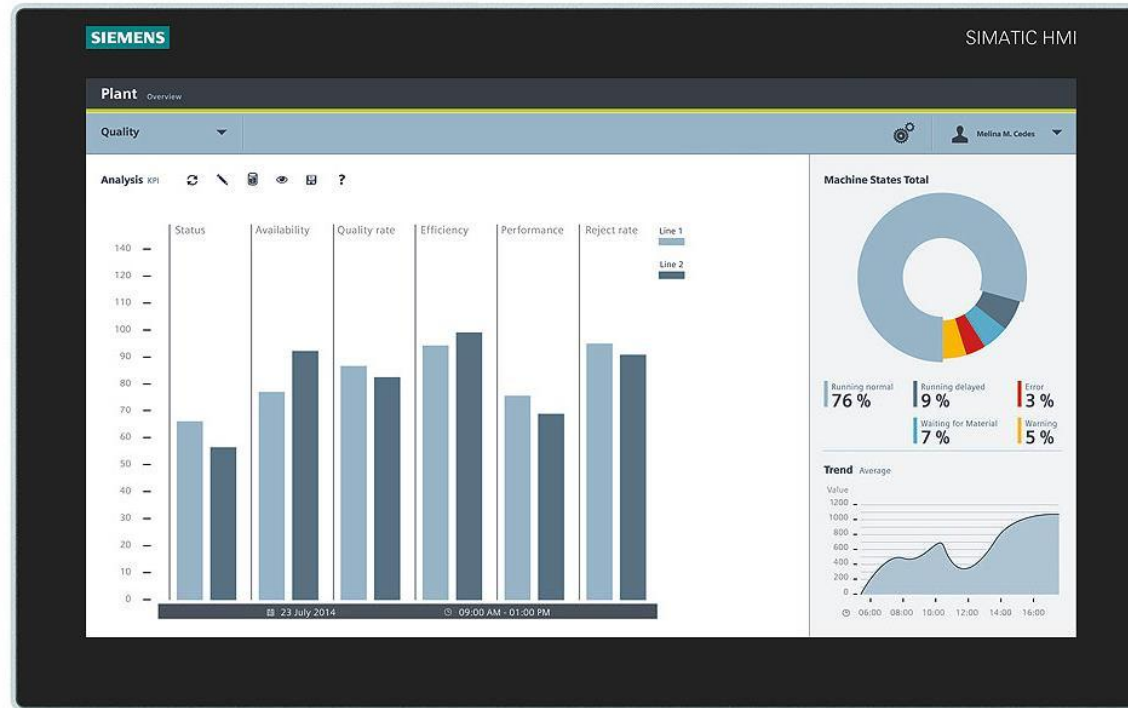 SIEMENS
SIMATIC HMI
Plant Overview
Quality
Melina M. Cedes
Analysis KPI
?
Status
Availability
Quality rate
Efficiency
Performance
Reject rate
Line 1
Line 2
140
120
110
100
90
80
70
60
50
40
30
20
10
0
23 July 2014
09:00 AM - 01:00 PM
Machine States Total
Running normal
76 %
Running delayed
9 %
Error
3 %
Waiting for Material
7 %
Warning
5 %
Trend Average
Value
1200
1000
800
600
400
200
0
06:00 08:00 10:00 12:00 14:00 16:00